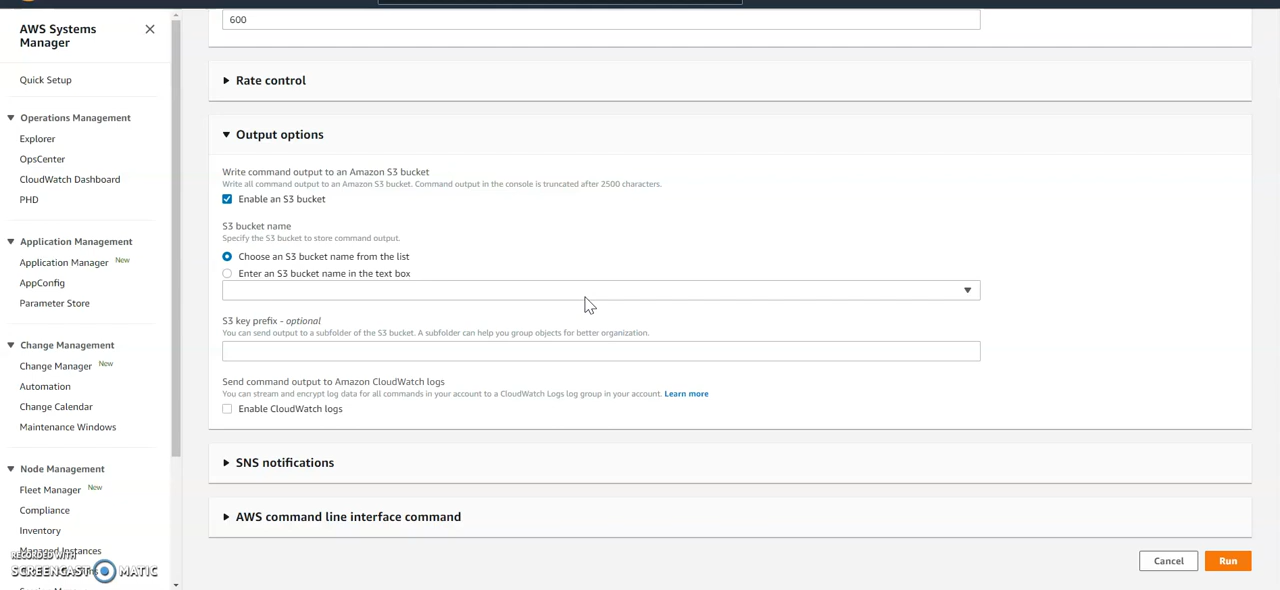 AWS Systems
Manager
Quick Setup
Operations Management
Explorer
OpsCenter
CloudWatch Dashboard
PHD
Application Management
Application Manager New
AppConfig
Parameter Store
Change Management
Change Manager New
Automation
Change Calendar
Maintenance Windows
Node Management
Fleet Manager New
Compliance
Inventory
Managed Instances
RECORDED WITH
SCREENCAST MATIC
600
Rate control
Output options
Write command output to an Amazon S3 bucket
Write all command output to an Amazon S3 bucket. Command output in the console is truncated after 2500 characters.
Enable an S3 bucket
S3 bucket name
Specify the S3 bucket to store command output.
Choose an S3 bucket name from the list
Enter an S3 bucket name in the text box
S3 key prefix - optional
You can send output to a subfolder of the S3 bucket. A subfolder can help you group objects for better organization.
Send command output to Amazon CloudWatch logs
You can stream and encrypt log data for all commands in your account to a CloudWatch Logs log group in your account. Learn more
Enable CloudWatch logs
SNS notifications
AWS command line interface command
Cancel
Run